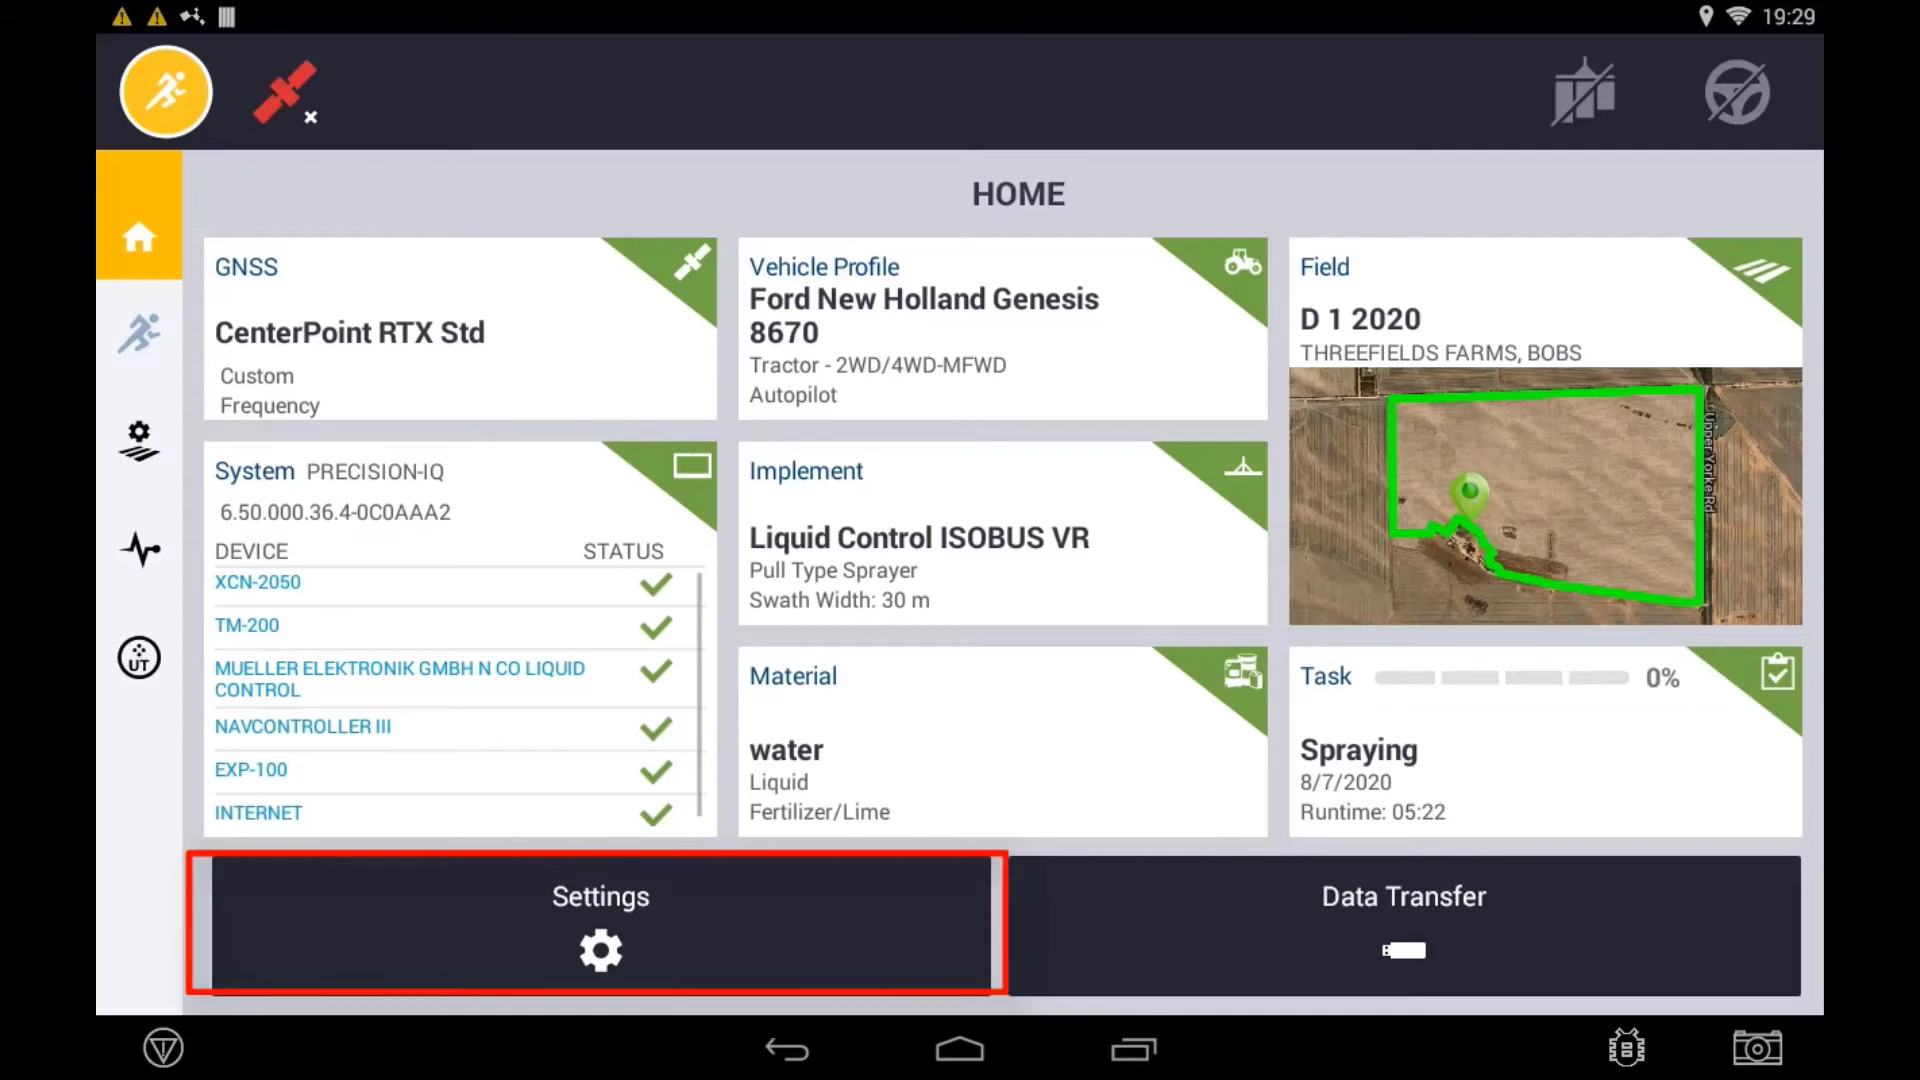 19:29
HOME
GNSS
CenterPoint RTX Std
Custom
Frequency
Vehicle Profile
Ford New Holland Genesis
8670
Tractor - 2WD/4WD-MFWD
Autopilot
Field
D 1 2020
THREEFIELDS FARMS, BOBS
Upper Yorke Rd
System PRECISION-IQ
6.50.000.36.4-0C0AAA2
DEVICE STATUS
XCN-2050
TM-200
MUELLER ELEKTRONIK GMBH N CO LIQUID
CONTROL
NAVCONTROLLER III
EXP-100
INTERNET
Implement
Liquid Control ISOBUS VR
Pull Type Sprayer
Swath Width: 30 m
Material
water
Liquid
Fertilizer/Lime
Task 0%
Spraying
8/7/2020
Runtime: 05:22
UT
Settings
Data Transfer